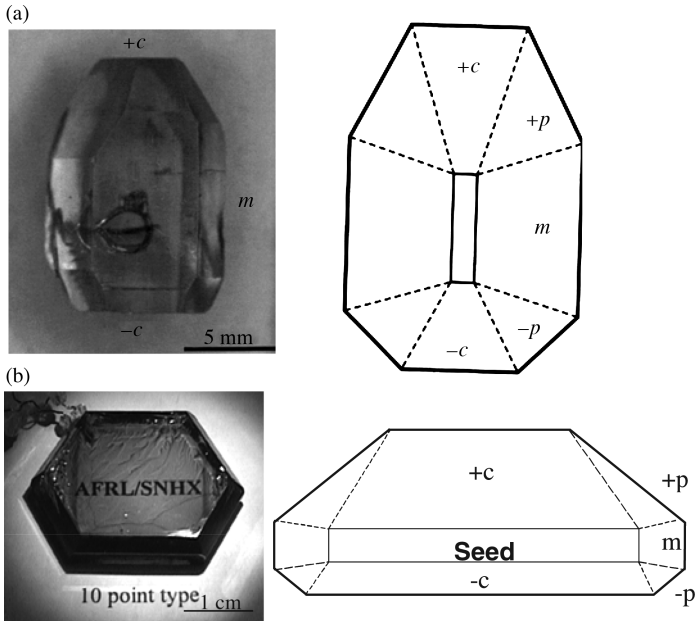 (a)
+c
+c
+p
m
m
–c
–p
–c
5 mm
(b)
AFRL/SNHX
10 point type
1 cm
+c
+p
m
Seed
-c
-p